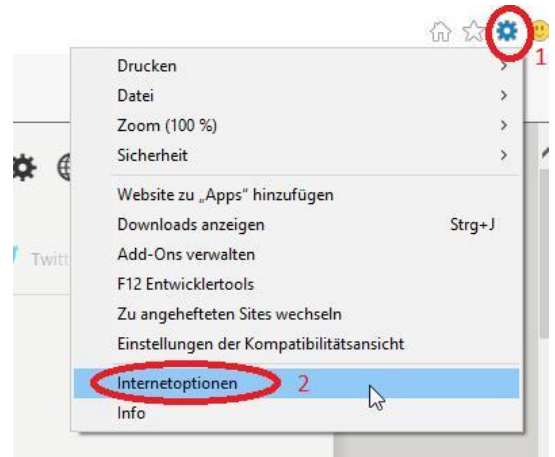 1
Drucken
Datei
Zoom (100 %)
Sicherheit
Website zu „Apps“ hinzufügen
Downloads anzeigen Strg+J
Add-Ons verwalten
F12 Entwicklertools
Zu angehefteten Sites wechseln
Einstellungen der Kompatibilitätsansicht
Internetoptionen 2
Info
Twitt